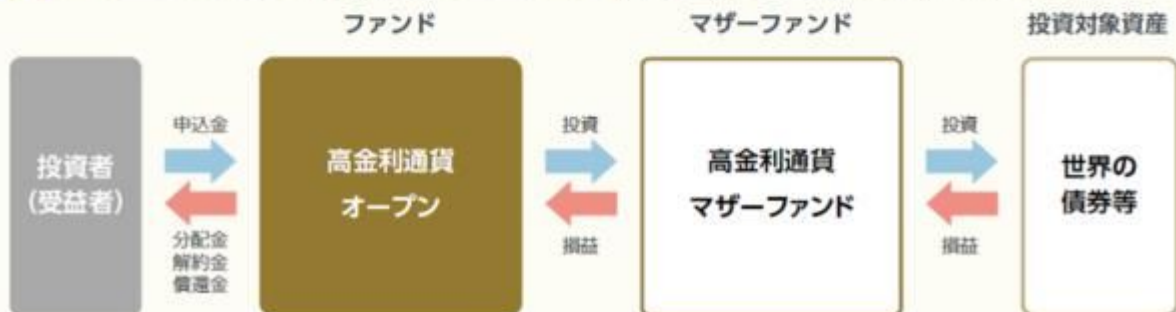 ファンド
マザーファンド
投資対象資産
投資者
(受益者)
申込金
分配金
解約金
償還金
高金利通貨
オープン
投資
損益
高金利通貨
マザーファンド
投資
損益
世界の
債券等